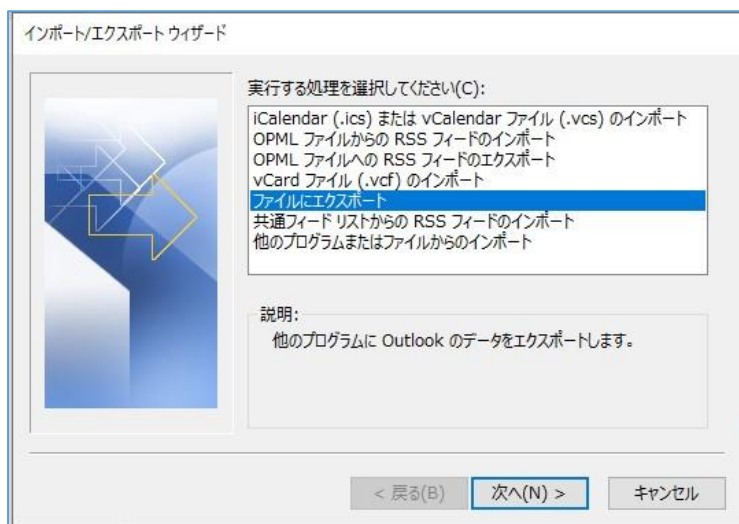 インポート/エクスポート ウィザード
実行する処理を選択してください(C):
iCalendar (.ics) または vCalendar ファイル (.vcs) のインポート
OPML ファイルからの RSS フィードのインポート
OPML ファイルへの RSS フィードのエクスポート
vCard ファイル (.vcf) のインポート
ファイルにエクスポート
共通フィード リストからの RSS フィードのインポート
他のプログラムまたはファイルからのインポート
説明:
他のプログラムに Outlook のデータをエクスポートします。
< 戻る(B) 次へ(N) > キャンセル